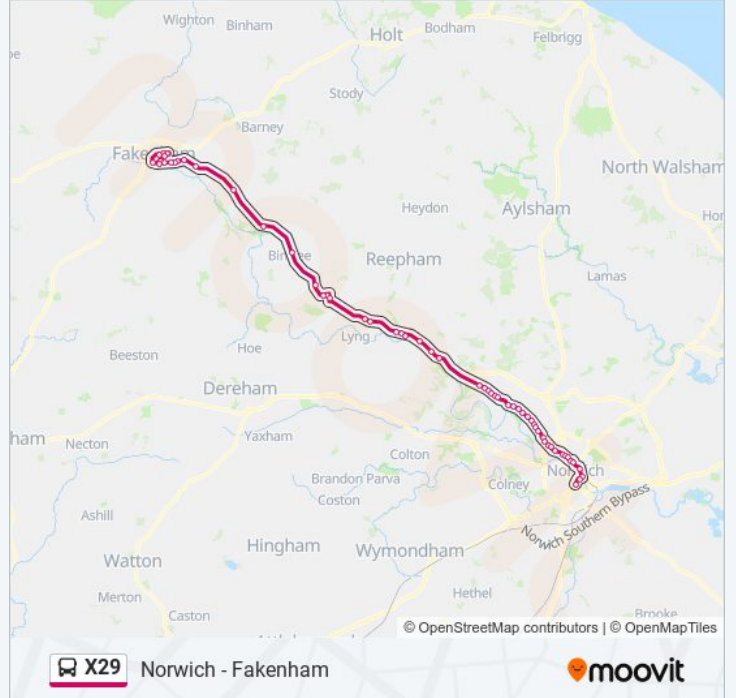 Wighton
Binham
Holt
Bodham
Felbrigg
Stody
Barney
Fakenham
North Walsham
Heydon
Aylsham
Hor
Reepham
Lamas
Lyng
Beeston
Hoe
Dereham
ham
Necton
Yaxham
Colton
Norwich
Brandon Parva
Colney
Coston
Norwich Southern Bypass
Ashill
Hingham
Wymondham
Watton
Merton
Hethel
Caston
Brooke
© OpenStreetMap contributors | © OpenMapTiles
X29 Norwich - Fakenham
moovit